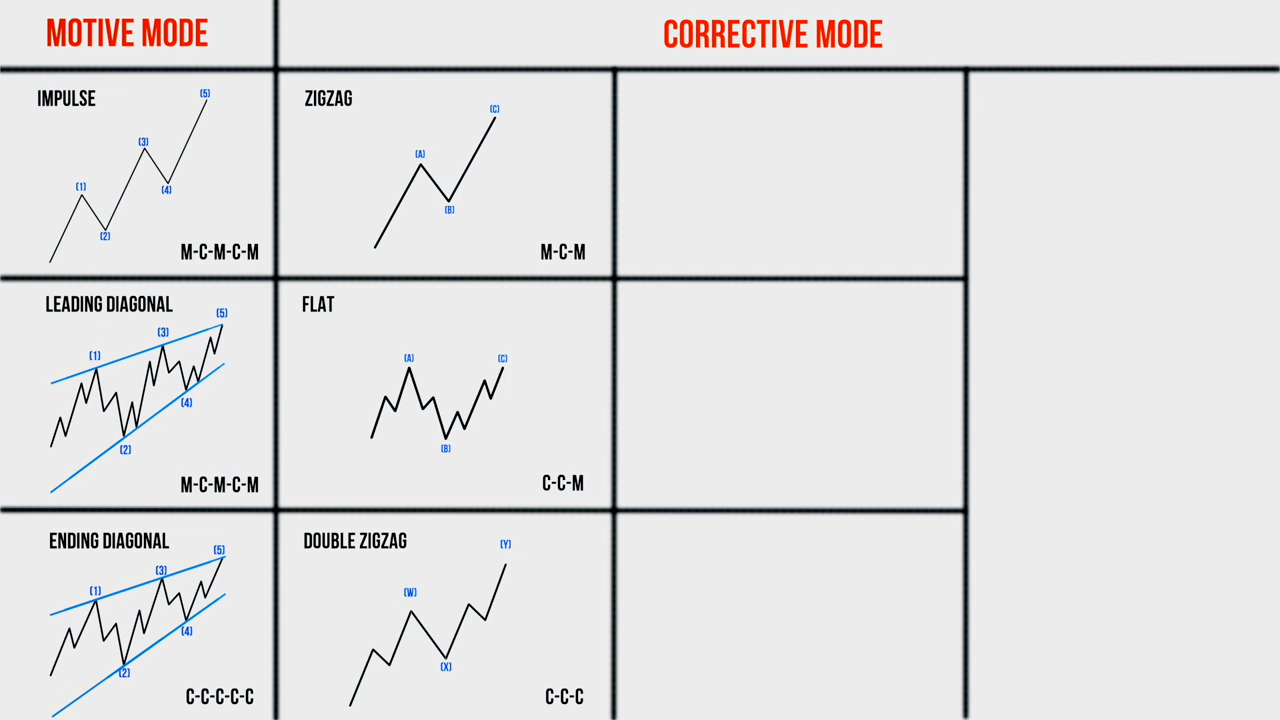 MOTIVE MODE
CORRECTIVE MODE
IMPULSE
(1)
(2)
(3)
(4)
(5)
M-C-M-C-M
ZIGZAG
(A)
(B)
(C)
M-C-M
LEADING DIAGONAL
(1)
(2)
(3)
(4)
(5)
M-C-M-C-M
FLAT
(A)
(B)
(C)
C-C-M
ENDING DIAGONAL
(1)
(2)
(3)
(4)
(5)
C-C-C-C-C
DOUBLE ZIGZAG
(W)
(X)
(Y)
C-C-C